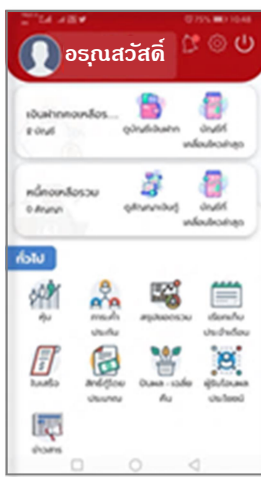 75% 10:48
อรุณสวัสดิ์
เงินฝากคงเหลือร...
8 บัญชี
ดูบัญชีเงินฝาก
บัญชีที่
เคลื่อนไหวล่าสุด
หนี้คงเหลือรวม
0 สัญญา
ดูสัญญาเงินกู้
บัญชีที่
เคลื่อนไหวล่าสุด
ทั่วไป
หุ้น
ภาระค้ำ
ประกัน
สรุปยอดรวม
เรียกเก็บ
ประจำเดือน
ใบเสร็จ
สิทธิกู้โดย
ประมาณ
ปันผล - เฉลี่ย
คืน
ผู้รับโอนผล
ประโยชน์
ข่าวสาร